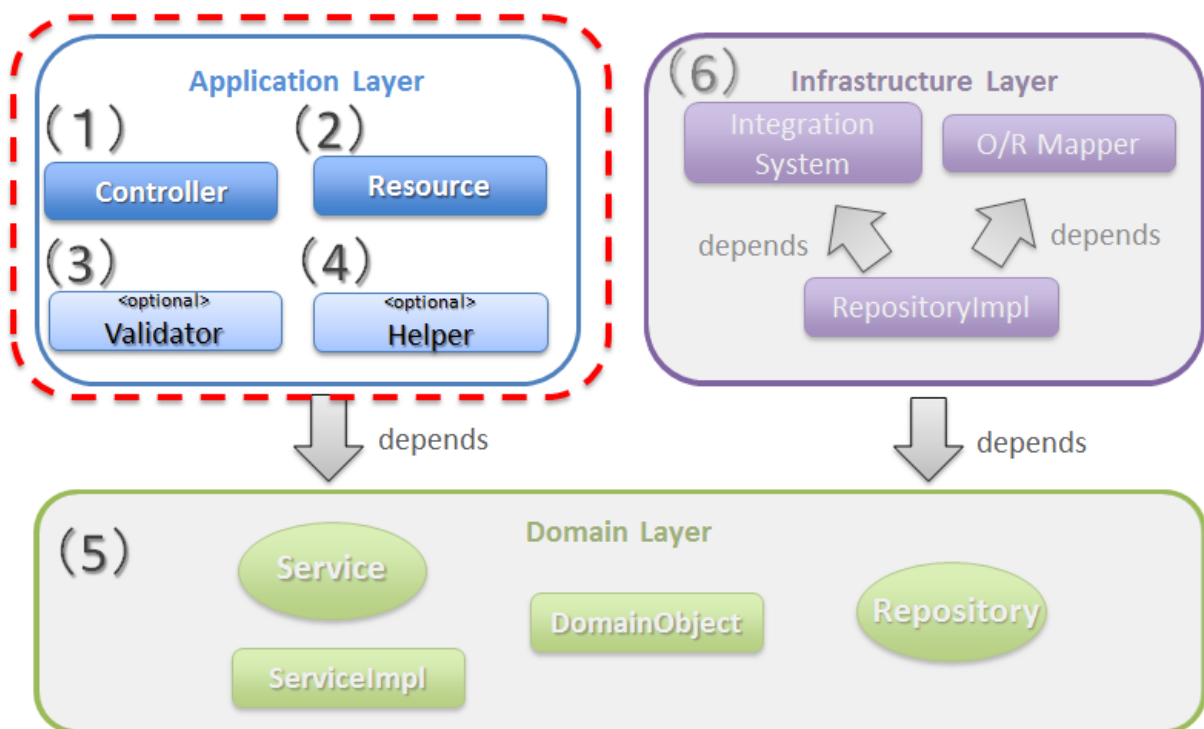 Application Layer
(1)
(2)
Controller
Resource
(3)
(4)
<optional>
Validator
<optional>
Helper
(6)
Infrastructure Layer
Integration
System
O/R Mapper
depends
depends
RepositoryImpl
depends
depends
(5)
Domain Layer
Service
DomainObject
Repository
ServiceImpl